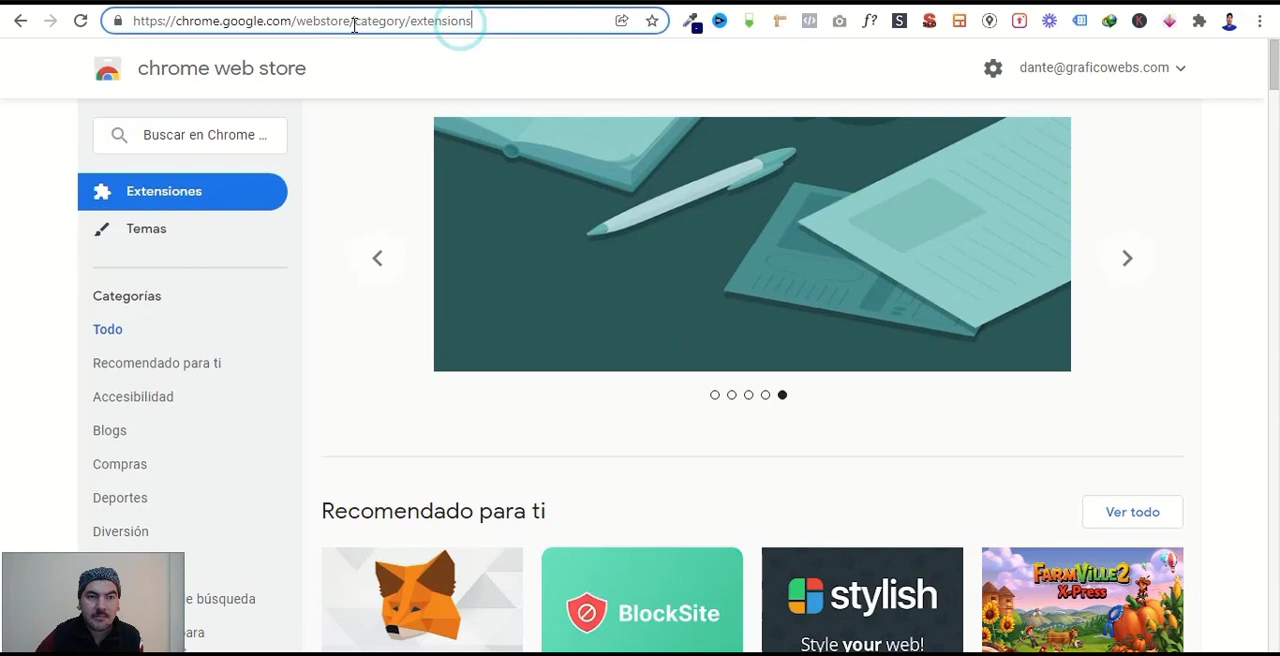 https://chrome.google.com/webstore/category/extensions
chrome web store
dante@graficowebs.com
Buscar en Chrome ...
Extensiones
Temas
Categorías
Todo
Recomendado para ti
Accesibilidad
Blogs
Compras
Deportes
Diversión
e búsqueda
para
Recomendado para ti
Ver todo
BlockSite
stylish
Style your web!
FARMVILLE 2
X-PRESS